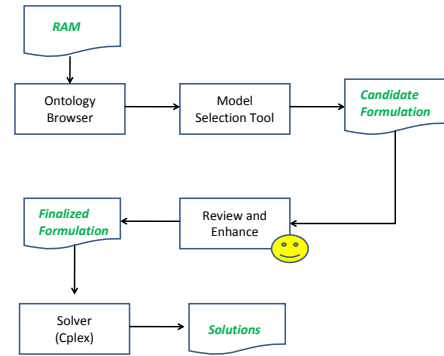 RAM
Ontology
Browser
Model
Selection Tool
Candidate
Formulation
Finalized
Formulation
Review and
Enhance
Solver
(Cplex)
Solutions